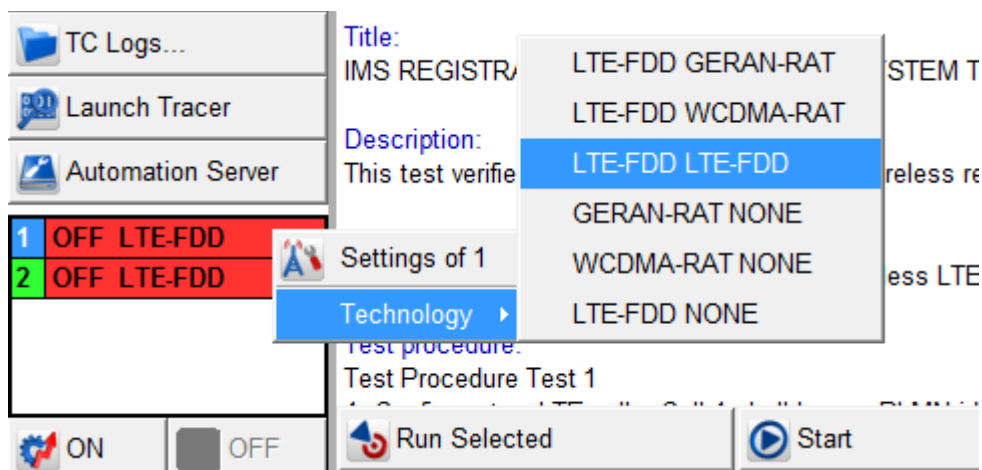 TC Logs...
Launch Tracer
Automation Server
1 OFF LTE-FDD
2 OFF LTE-FDD
ON
OFF
Title:
IMS REGISTRA
STEM T
Description:
This test verifie
reless re
ess LTE
Test procedure:
Test Procedure Test 1
Settings of 1
Technology
LTE-FDD GERAN-RAT
LTE-FDD WCDMA-RAT
LTE-FDD LTE-FDD
GERAN-RAT NONE
WCDMA-RAT NONE
LTE-FDD NONE
Run Selected
Start